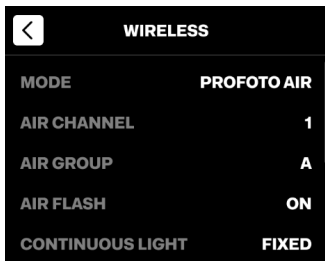 WIRELESS
MODE PROFOTO AIR
AIR CHANNEL 1
AIR GROUP A
AIR FLASH ON
CONTINUOUS LIGHT FIXED